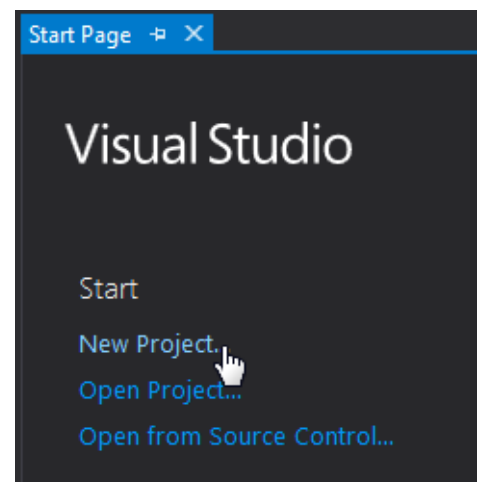 Start Page
Visual Studio
Start
New Project...
Open Project...
Open from Source Control...